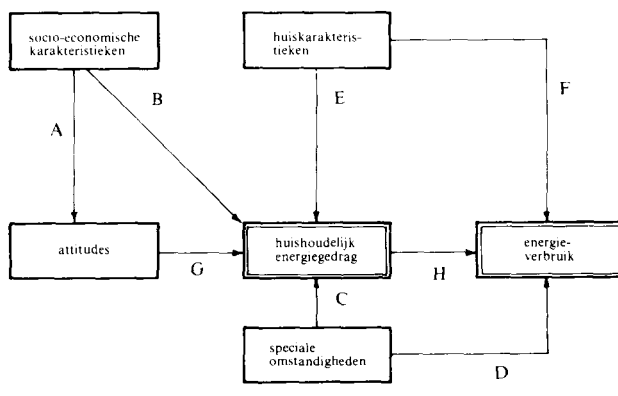 socio-economische
karakteristieken
huiskarakteris-
tieken
A
B
E
F
attitudes
G
huishoudelijk
energiegedrag
H
energie-
verbruik
C
speciale
omstandigheden
D